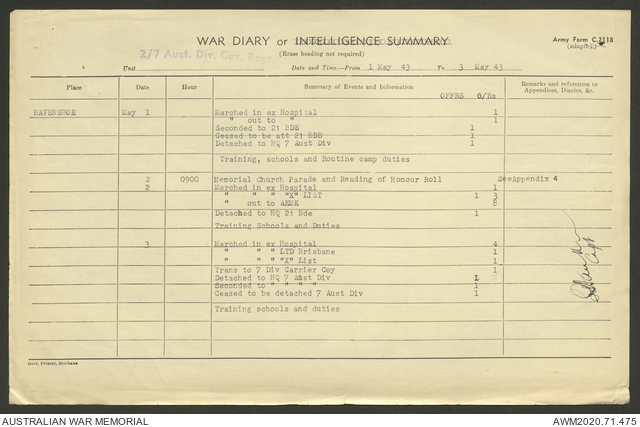 WAR DIARY or INTELLIGENCE SUMMARY
Army Form C.2118
(adapted)
(Erase heading not required)
2/7 Aust. Div. Cav. Regt.
Unit
Date and Time.—From 1 May 43 To 3 May 43
Place Date Hour Summary of Events and Information Remarks and references to Appendices, Diaries, &c.
OFFRS O/Rs
RAVENSHOE May 1 Marched in ex Hospital 1
" out to " 1
Seconded to 21 BDE 1
Ceased to be att 21 BDE 1
Detached to HQ 7 Aust Div 1
Training, schools and Routine camp duties
2 0900 Memorial Church Parade and Reading of Honour Roll See Appendix 4
2 Marched in ex Hospital 1
" " "X" LIST 1 3
" out to AEME 8
Detached to HQ 21 Bde 1
Training Schools and Duties
3 Marched in ex Hospital 4
" " " LTD Brisbane 1
" " "X" List 1
Trans to 7 Div Carrier Coy 1
Detached to HQ 7 Aust Div 1
Seconded to " " " " 1
Ceased to be detached 7 Aust Div 1
Training schools and duties
Capt
Govt. Printer, Brisbane
AUSTRALIAN WAR MEMORIAL
AWM2020.71.475